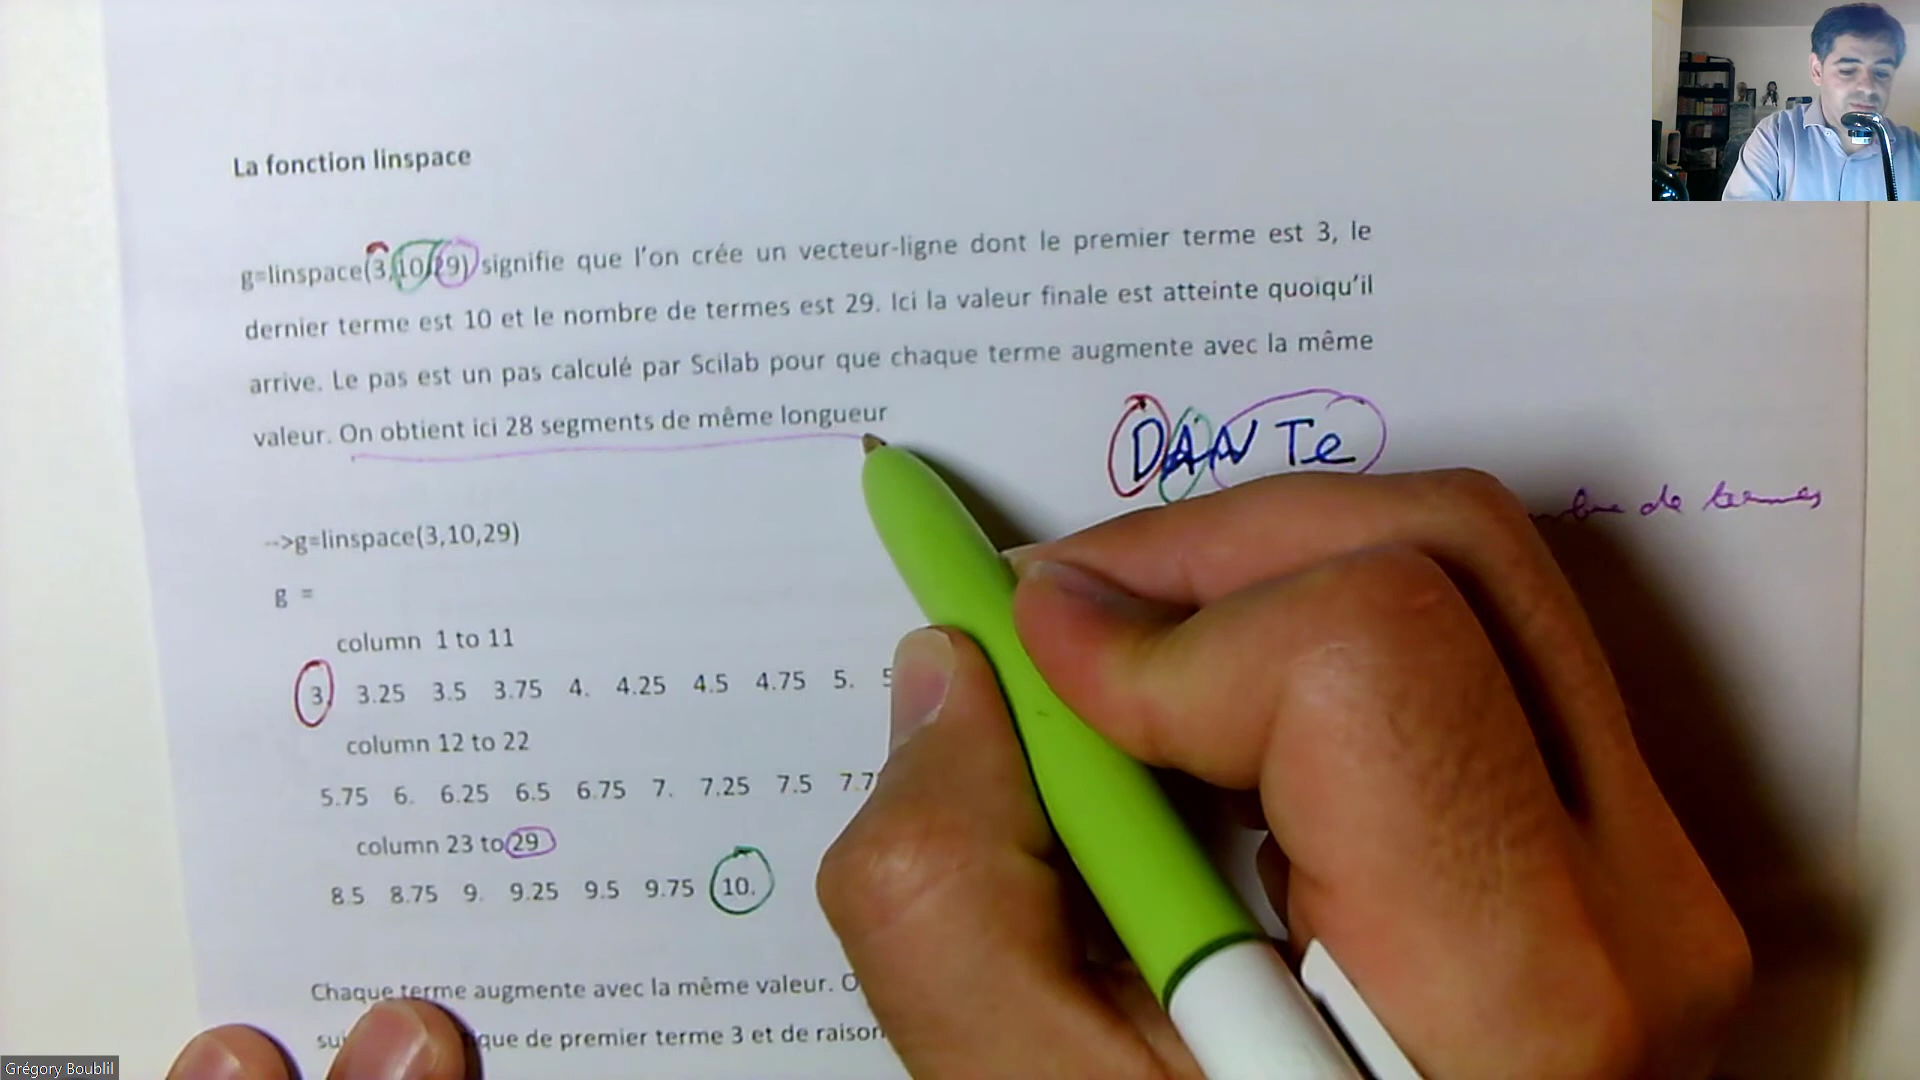 La fonction linspace
g=linspace(3,10,29) signifie que l'on crée un vecteur-ligne dont le premier terme est 3, le
dernier terme est 10 et le nombre de termes est 29. Ici la valeur finale est atteinte quoiqu'il
arrive. Le pas est un pas calculé par Scilab pour que chaque terme augmente avec la même
valeur. On obtient ici 28 segments de même longueur
DANTe
de termes
-->g=linspace(3,10,29)
g =
column 1 to 11
3. 3.25 3.5 3.75 4. 4.25 4.5 4.75 5.
column 12 to 22
5.75 6. 6.25 6.5 6.75 7. 7.25 7.5 7.7
column 23 to 29
8.5 8.75 9. 9.25 9.5 9.75 10.
Chaque terme augmente avec la même valeur. O
que de premier terme 3 et de raison
Grégory Boublil